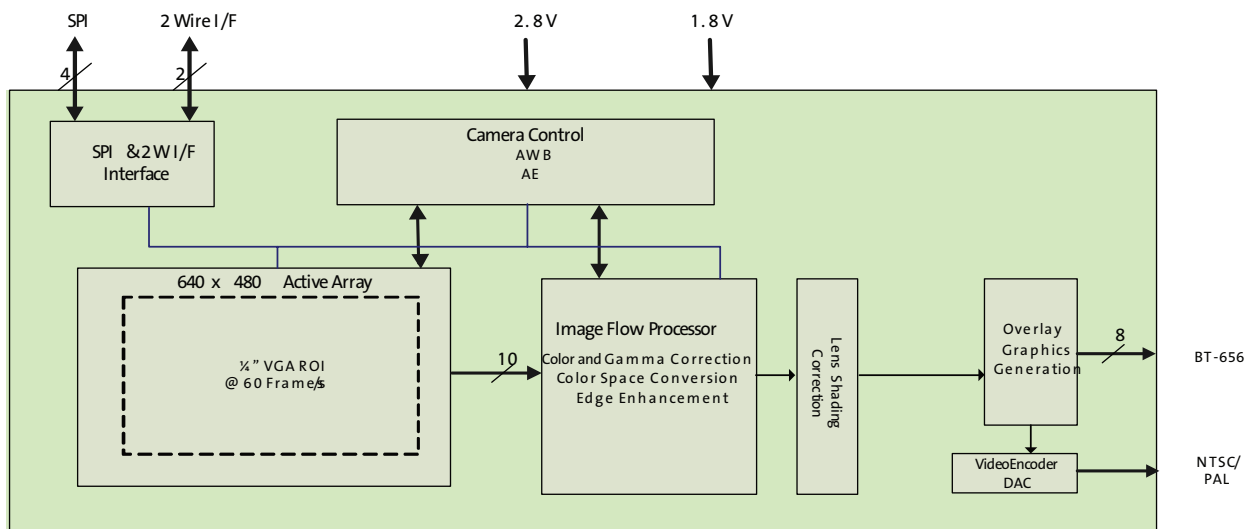 SPI
2 Wire I/F
2.8 V
1.8 V
4
2
SPI & 2 W I/F
Interface
Camera Control
AWB
AE
640 x 480 Active Array
¼" VGA ROI
@ 60 Frame/s
10
Image Flow Processor
Color and Gamma Correction
Color Space Conversion
Edge Enhancement
Lens Shading
Correction
Overlay
Graphics
Generation
8
BT-656
VideoEncoder
DAC
NTSC/
PAL